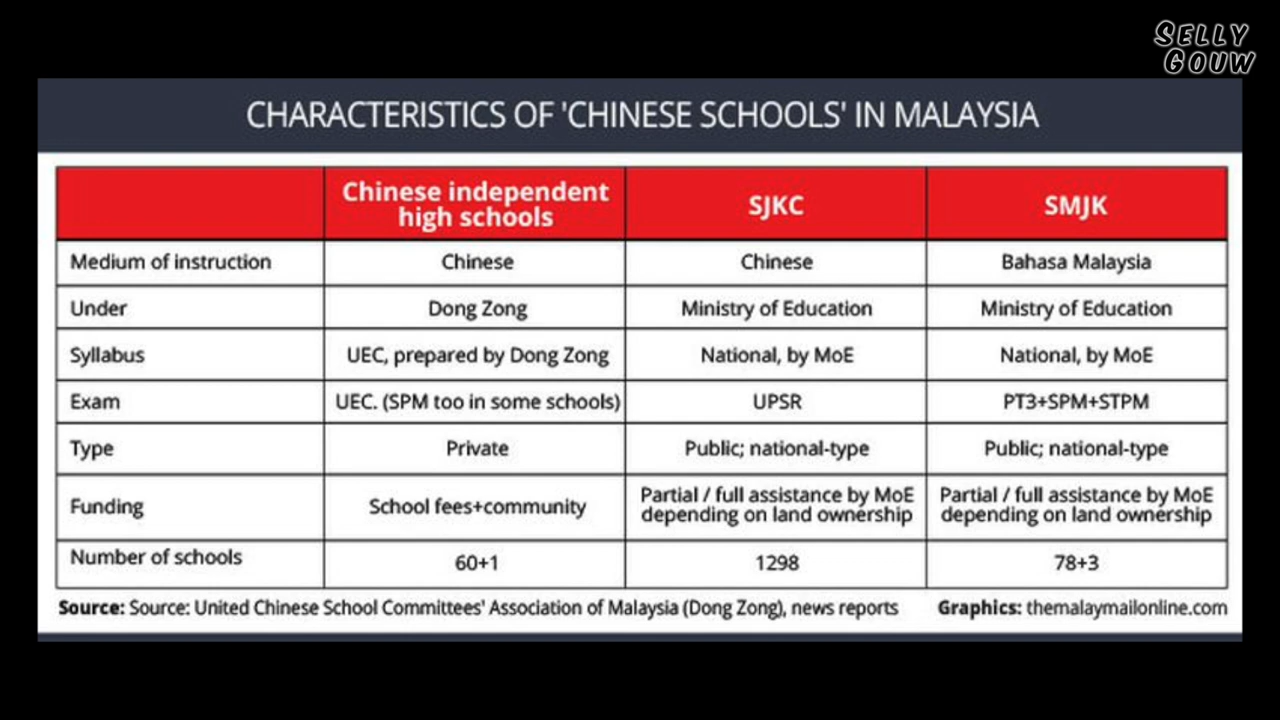 SELLY
GOUW
CHARACTERISTICS OF 'CHINESE SCHOOLS' IN MALAYSIA
Chinese independent
high schools
SJKC
SMJK
Medium of instruction
Chinese
Chinese
Bahasa Malaysia
Under
Dong Zong
Ministry of Education
Ministry of Education
Syllabus
UEC, prepared by Dong Zong
National, by MoE
National, by MoE
Exam
UEC. (SPM too in some schools)
UPSR
PT3+SPM+STPM
Type
Private
Public; national-type
Public; national-type
Funding
School fees+community
Partial / full assistance by MoE
depending on land ownership
Partial / full assistance by MoE
depending on land ownership
Number of schools
60+1
1298
78+3
Source: Source: United Chinese School Committees' Association of Malaysia (Dong Zong), news reports
Graphics: themalaymailonline.com